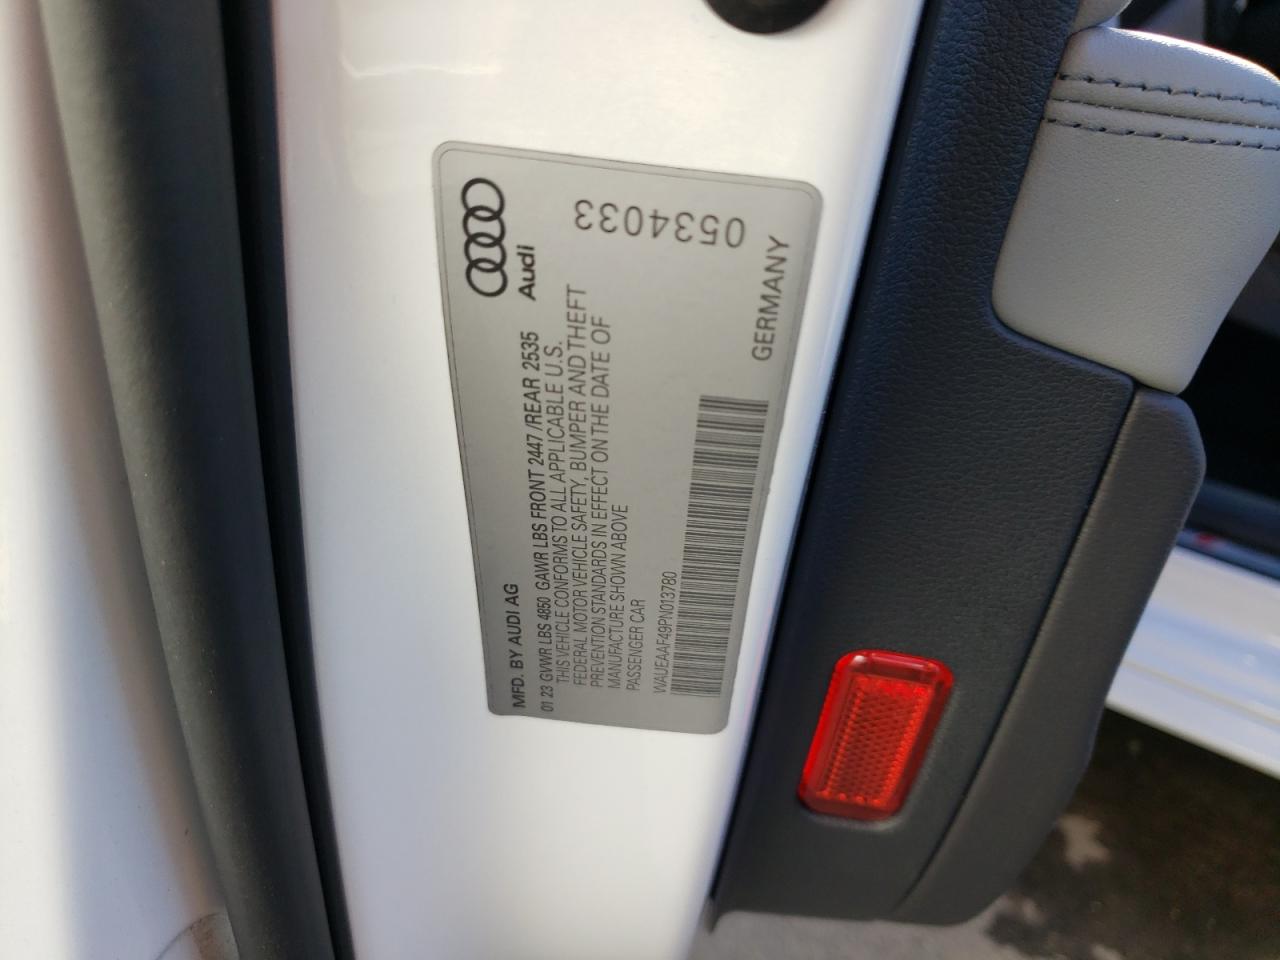 Audi
0534033
MFD. BY AUDI AG
01 23 GVWR LBS 4850 GAWR LBS FRONT 2447 /REAR 2535
THIS VEHICLE CONFORMS TO ALL APPLICABLE U.S.
FEDERAL MOTOR VEHICLE SAFETY, BUMPER AND THEFT
PREVENTION STANDARDS IN EFFECT ON THE DATE OF
MANUFACTURE SHOWN ABOVE
PASSENGER CAR
WAUEAAF49PN013780
GERMANY